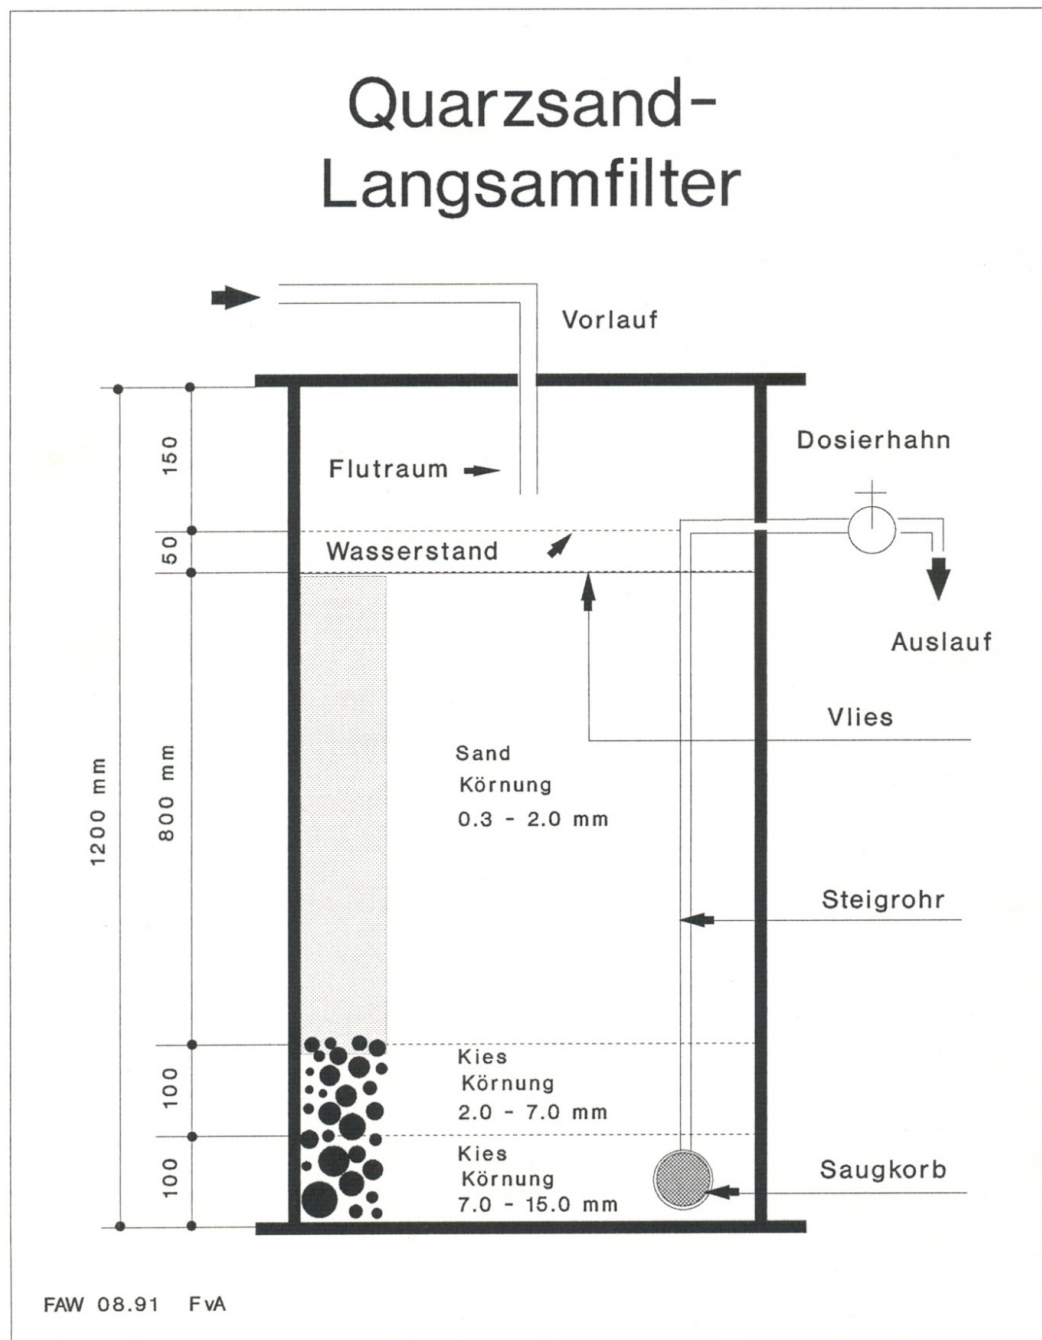 Quarzsand-
Langsamfilter
Vorlauf
Dosierhahn
150
Flutraum
50
Wasserstand
Auslauf
Vlies
1200 mm
800 mm
Sand
Körnung
0.3 - 2.0 mm
Steigrohr
100
Kies
Körnung
2.0 - 7.0 mm
100
Kies
Körnung
7.0 - 15.0 mm
Saugkorb
FAW 08.91 FvA